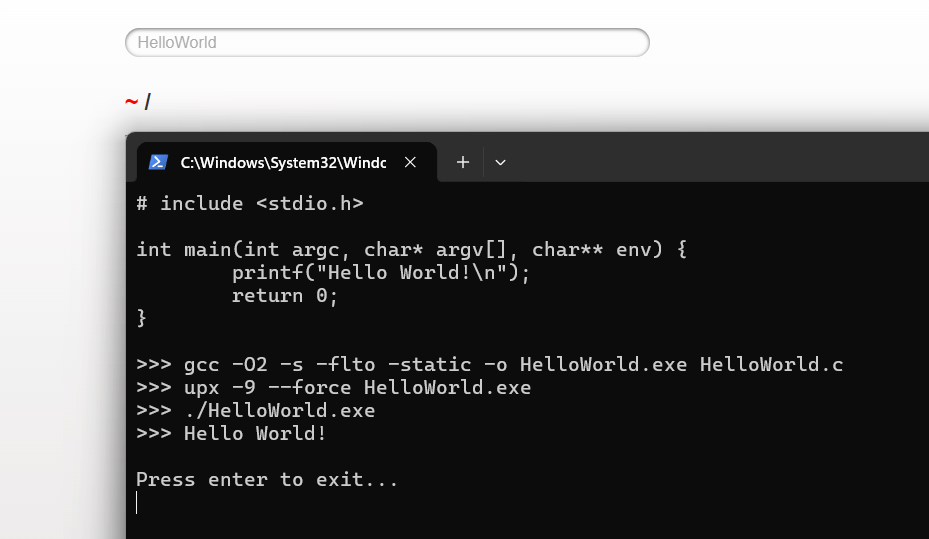 HelloWorld
~ /
C:\Windows\System32\Windc
# include <stdio.h>
int main(int argc, char* argv[], char** env) {
printf("Hello World!\n");
return 0;
}
>>> gcc -O2 -s -flto -static -o HelloWorld.exe HelloWorld.c
>>> upx -9 --force HelloWorld.exe
>>> ./HelloWorld.exe
>>> Hello World!
Press enter to exit...